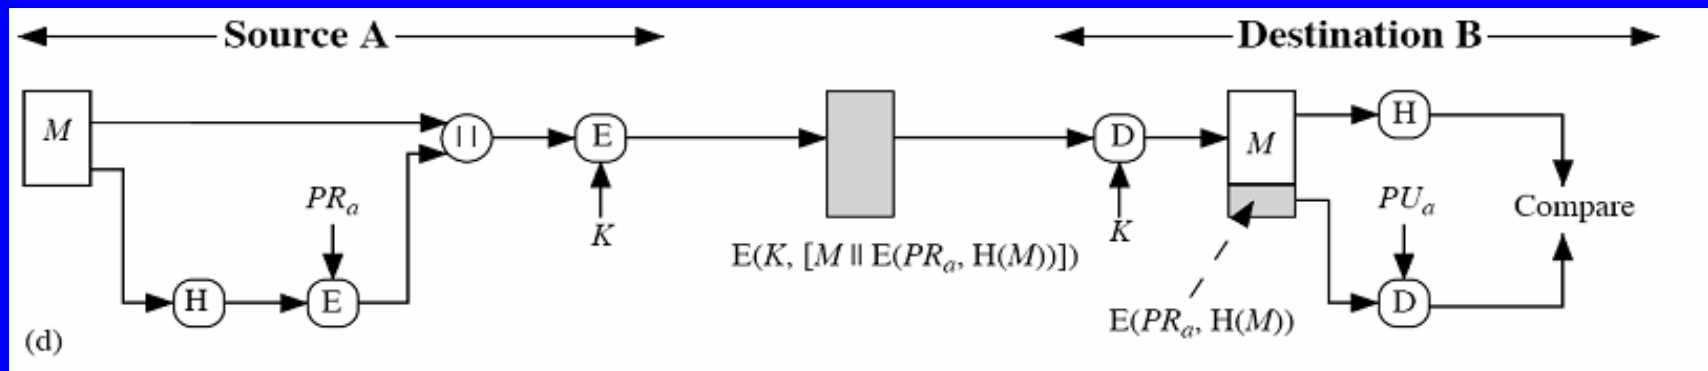 Source A
Destination B
M
||
E
D
M
H
PRa
K
K
PUa
Compare
E(K, [M || E(PRa, H(M))])
H
E
E(PRa, H(M))
D
(d)